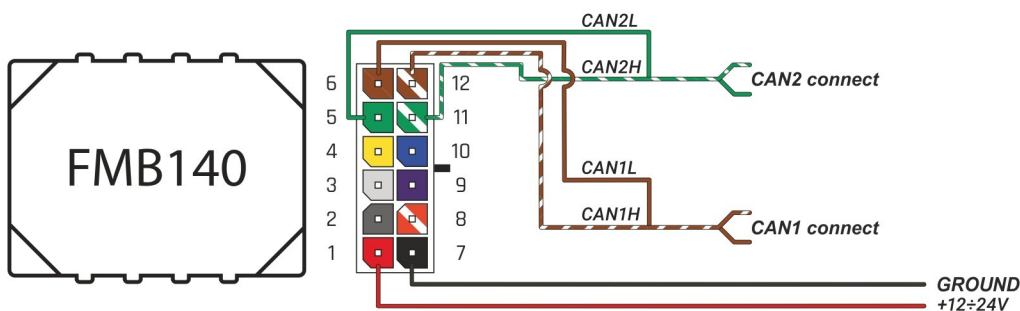 CAN2L
CAN2H
CAN2 connect
FMB140
6 12
5 11
4 10
3 9
2 8
1 7
CAN1L
CAN1H
CAN1 connect
GROUND
+12÷24V